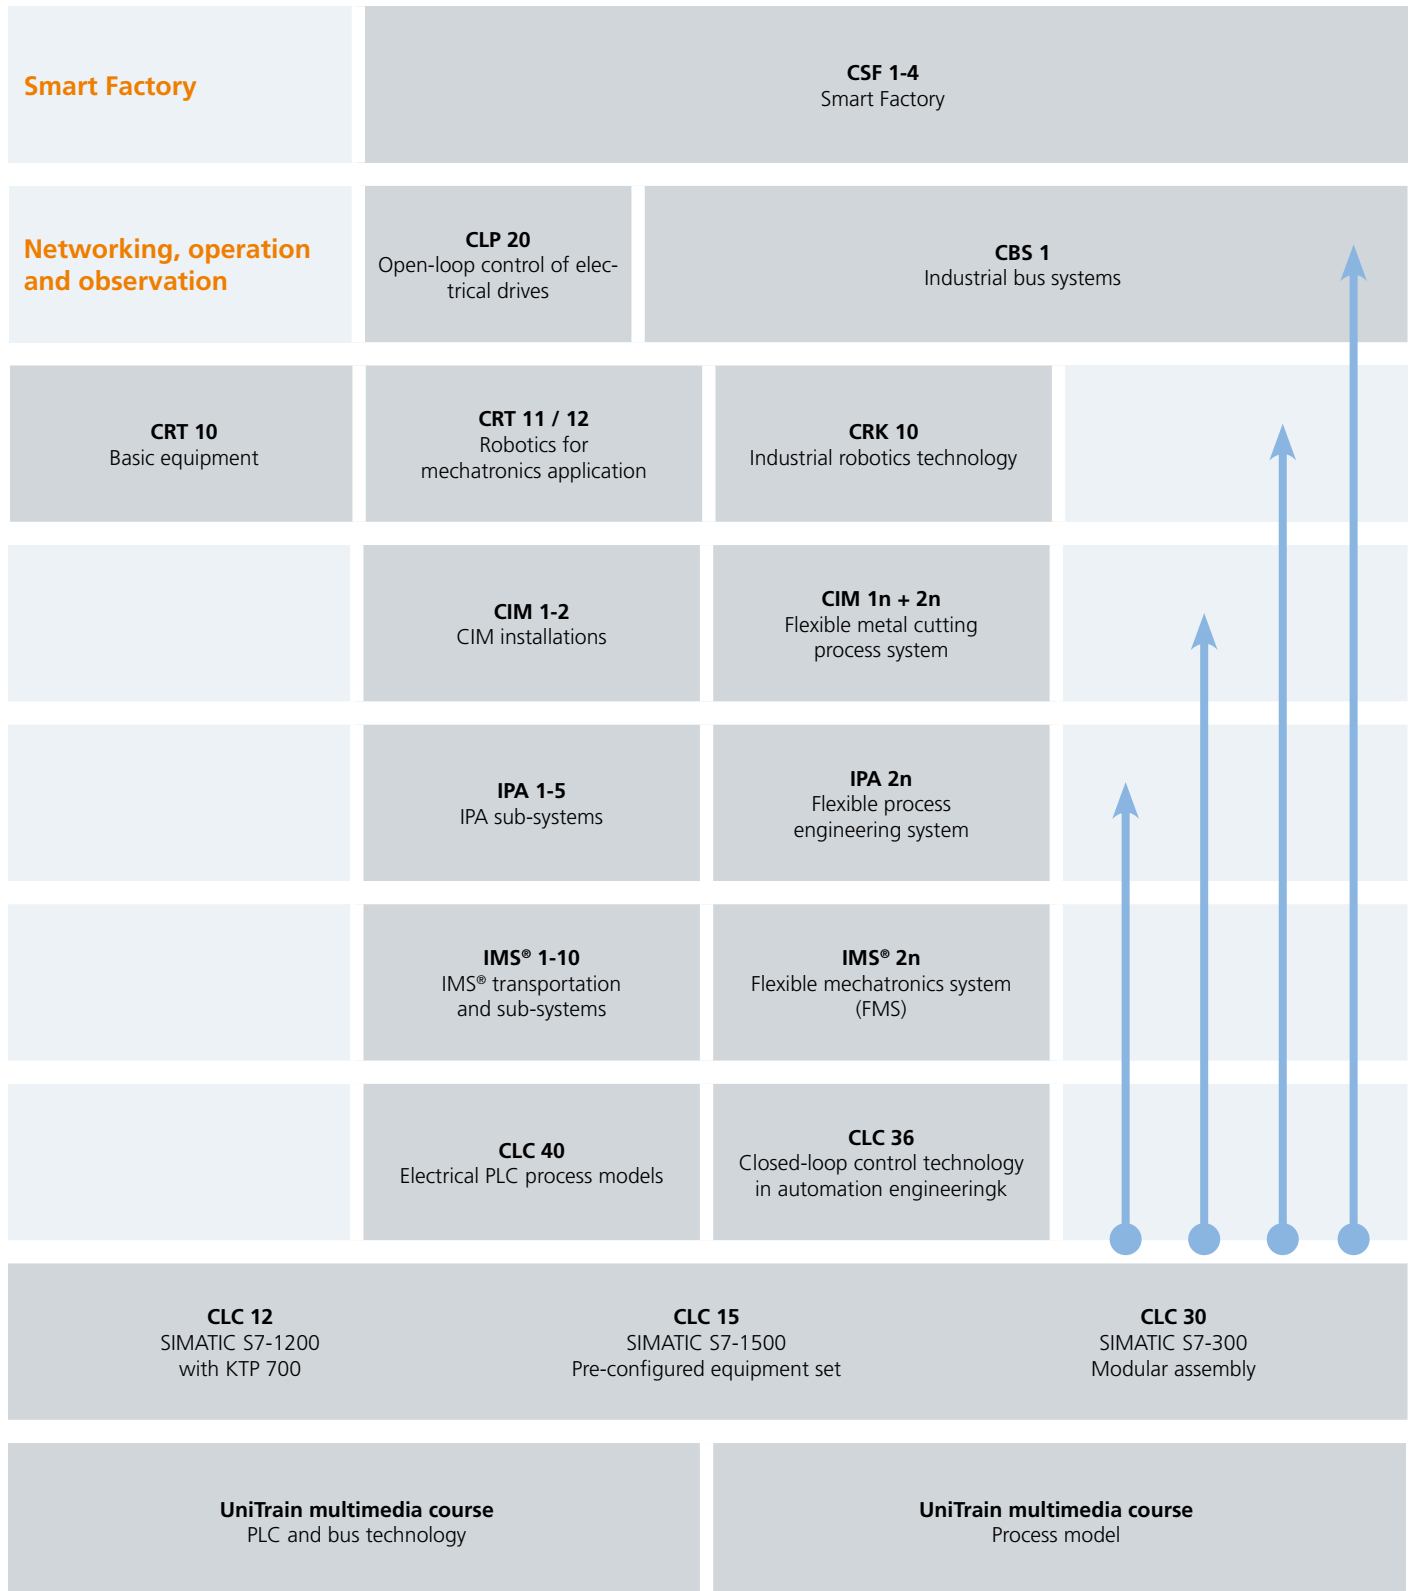 Smart Factory
CSF 1-4
Smart Factory
Networking, operation
and observation
CLP 20
Open-loop control of elec-
trical drives
CBS 1
Industrial bus systems
CRT 10
Basic equipment
CRT 11 / 12
Robotics for
mechatronics application
CRK 10
Industrial robotics technology
CIM 1-2
CIM installations
CIM 1n + 2n
Flexible metal cutting
process system
IPA 1-5
IPA sub-systems
IPA 2n
Flexible process
engineering system
IMS® 1-10
IMS® transportation
and sub-systems
IMS® 2n
Flexible mechatronics system
(FMS)
CLC 40
Electrical PLC process models
CLC 36
Closed-loop control technology
in automation engineeringk
CLC 12
SIMATIC S7-1200
with KTP 700
CLC 15
SIMATIC S7-1500
Pre-configured equipment set
CLC 30
SIMATIC S7-300
Modular assembly
UniTrain multimedia course
PLC and bus technology
UniTrain multimedia course
Process model